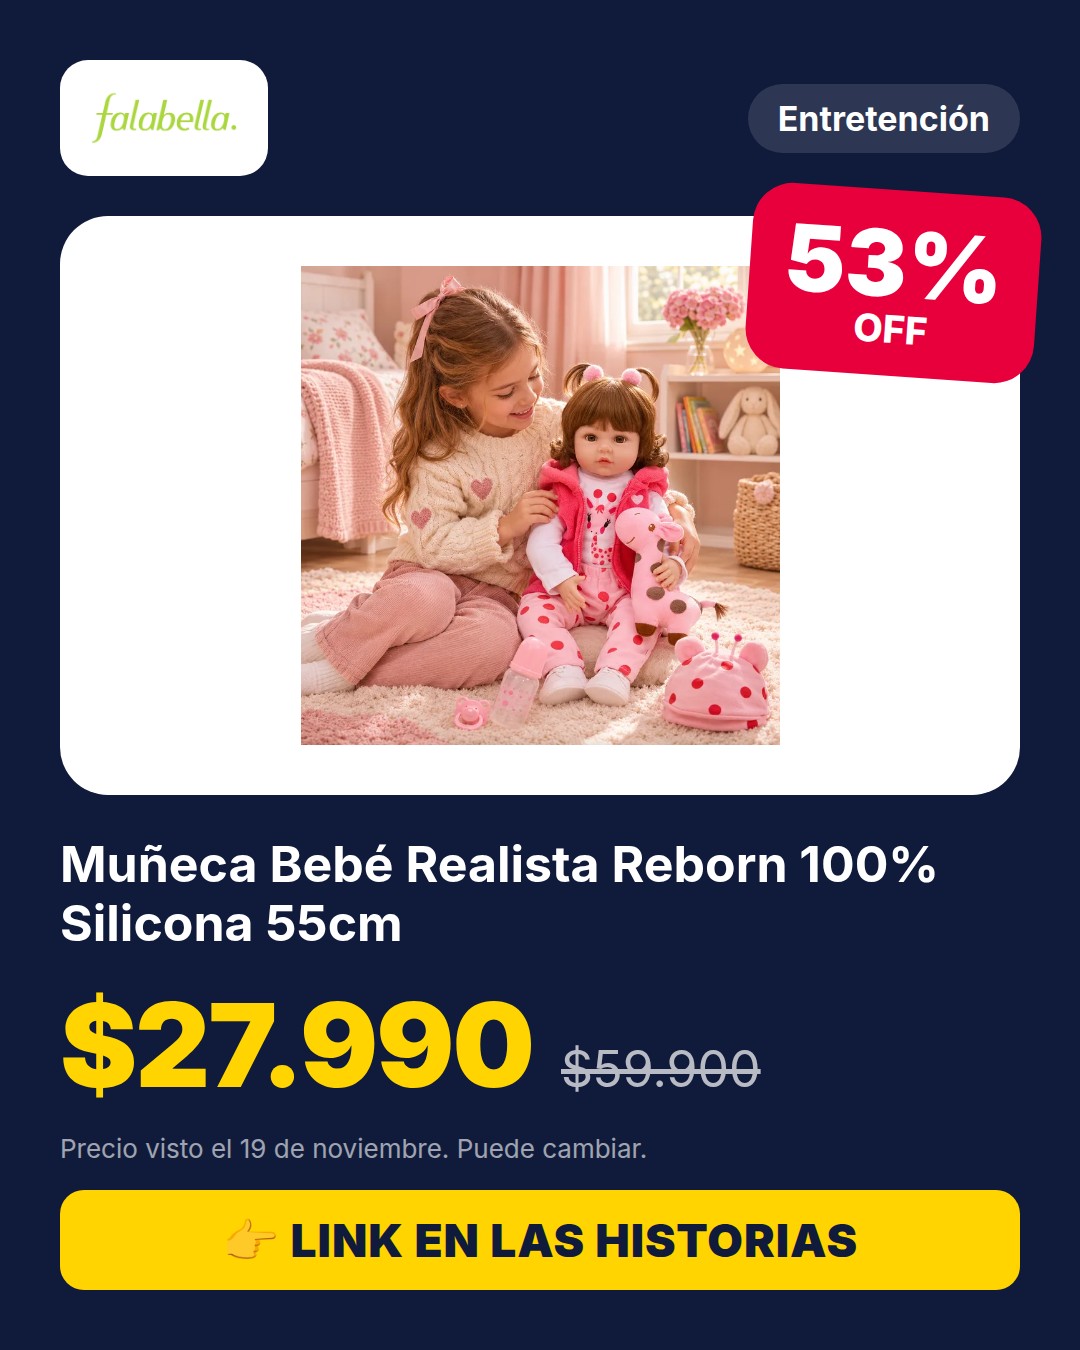 falabella.
Entretención
53%
OFF
Muñeca Bebé Realista Reborn 100%
Silicona 55cm
$27.990 $59.900
Precio visto el 19 de noviembre. Puede cambiar.
👉 LINK EN LAS HISTORIAS